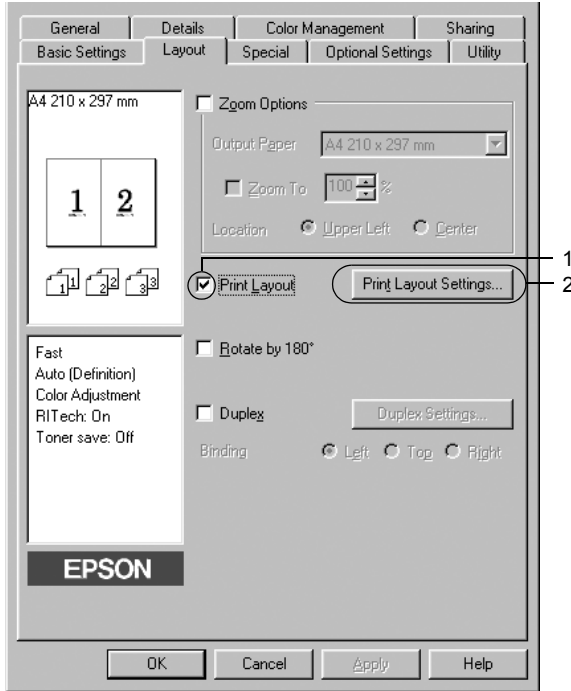 General Details Color Management Sharing
Basic Settings Layout Special Optional Settings Utility
A4 210 x 297 mm
1 2
1 1 2 2 3 3
Zoom Options
Output Paper A4 210 x 297 mm
Zoom To 100 %
Location Upper Left Center
1
Print Layout Print Layout Settings... 2
Fast
Auto (Definition)
Color Adjustment
RITech: On
Toner save: Off
Rotate by 180°
Duplex Duplex Settings...
Binding Left Top Right
EPSON
OK Cancel Apply Help